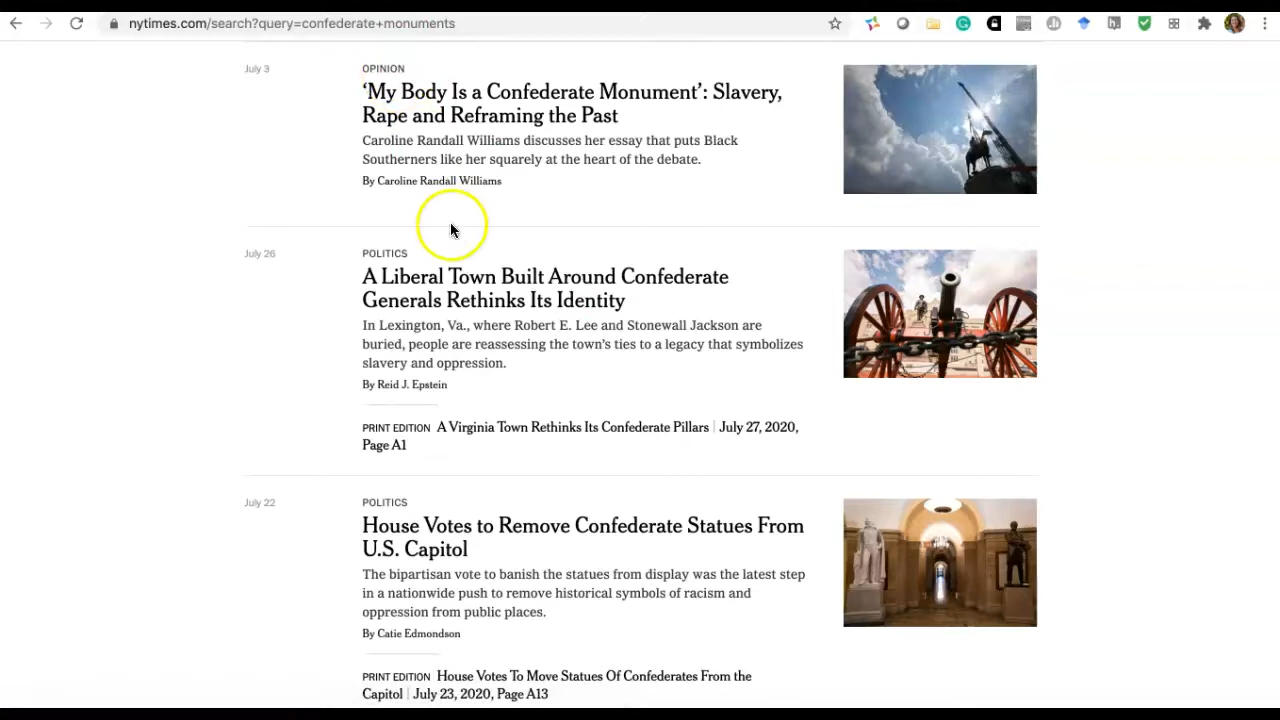 nytimes.com/search?query=confederate+monuments
July 3
OPINION
‘My Body Is a Confederate Monument’: Slavery,
Rape and Reframing the Past
Caroline Randall Williams discusses her essay that puts Black
Southerners like her squarely at the heart of the debate.
By Caroline Randall Williams
July 26
POLITICS
A Liberal Town Built Around Confederate
Generals Rethinks Its Identity
In Lexington, Va., where Robert E. Lee and Stonewall Jackson are
buried, people are reassessing the town’s ties to a legacy that symbolizes
slavery and oppression.
By Reid J. Epstein
PRINT EDITION A Virginia Town Rethinks Its Confederate Pillars | July 27, 2020,
Page A1
July 22
POLITICS
House Votes to Remove Confederate Statues From
U.S. Capitol
The bipartisan vote to banish the statues from display was the latest step
in a nationwide push to remove historical symbols of racism and
oppression from public places.
By Catie Edmondson
PRINT EDITION House Votes To Move Statues Of Confederates From the
Capitol | July 23, 2020, Page A13